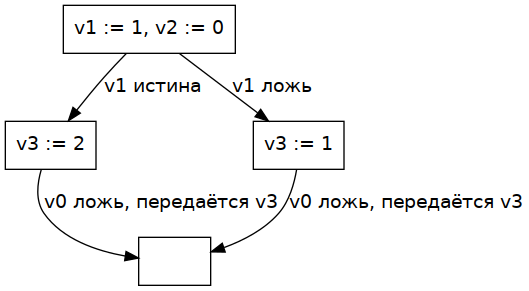 v1 := 1, v2 := 0
v1 истина
v1 ложь
v3 := 2
v3 := 1
v0 ложь, передаётся v3
v0 ложь, передаётся v3